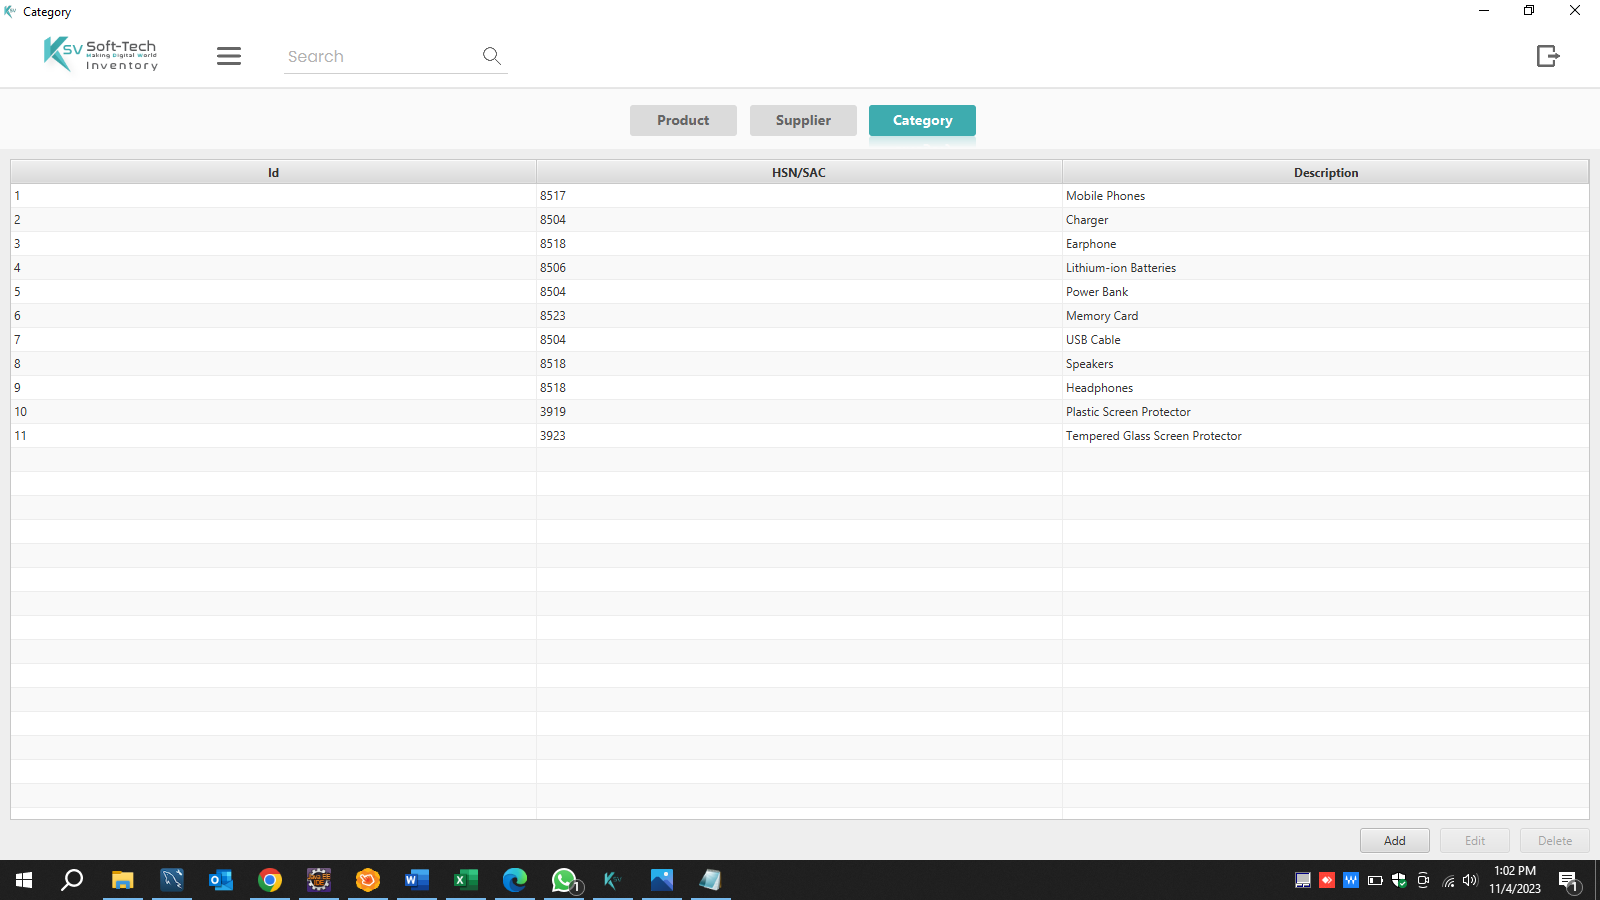 Category
Ksv Soft-Tech
Making Digital World
Inventory
Search
Product Supplier Category
Id HSN/SAC Description
1 8517 Mobile Phones
2 8504 Charger
3 8518 Earphone
4 8506 Lithium-ion Batteries
5 8504 Power Bank
6 8523 Memory Card
7 8504 USB Cable
8 8518 Speakers
9 8518 Headphones
10 3919 Plastic Screen Protector
11 3923 Tempered Glass Screen Protector
Add Edit Delete
1:02 PM
11/4/2023
1
1